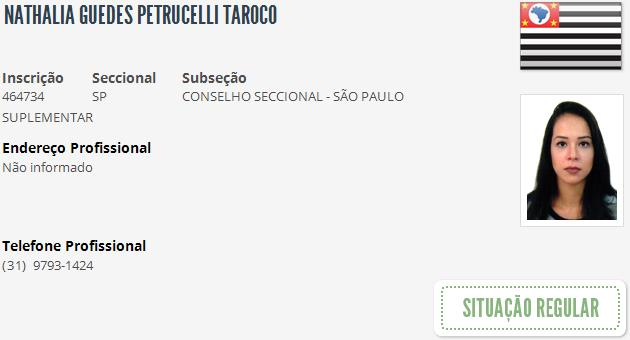 NATHALIA GUEDES PETRUCELLI TAROCO
Inscrição Seccional Subseção
464734 SP CONSELHO SECCIONAL - SÃO PAULO
SUPLEMENTAR
Endereço Profissional
Não informado
Telefone Profissional
(31) 9793-1424
SITUAÇÃO REGULAR